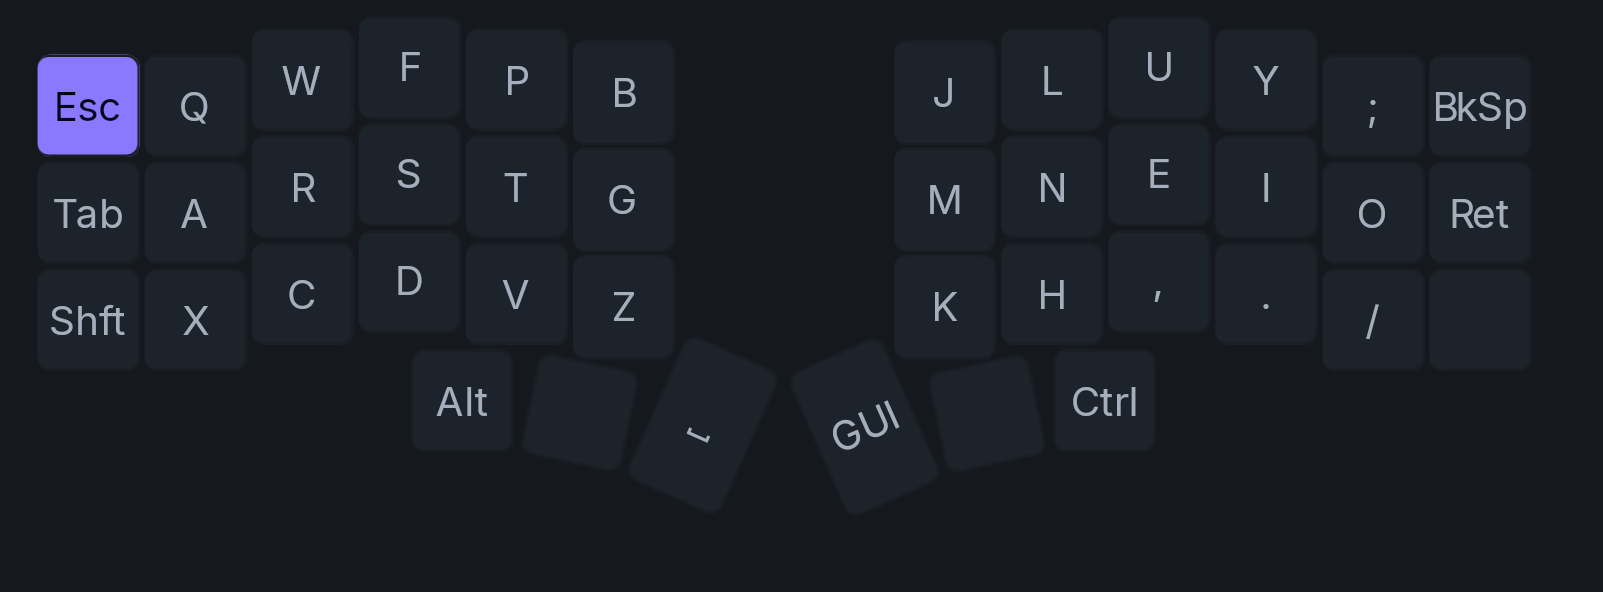 Esc Q W F P B J L U Y ; BkSp
Tab A R S T G M N E I O Ret
Shft X C D V Z K H , . /
Alt ⎵ GUI Ctrl